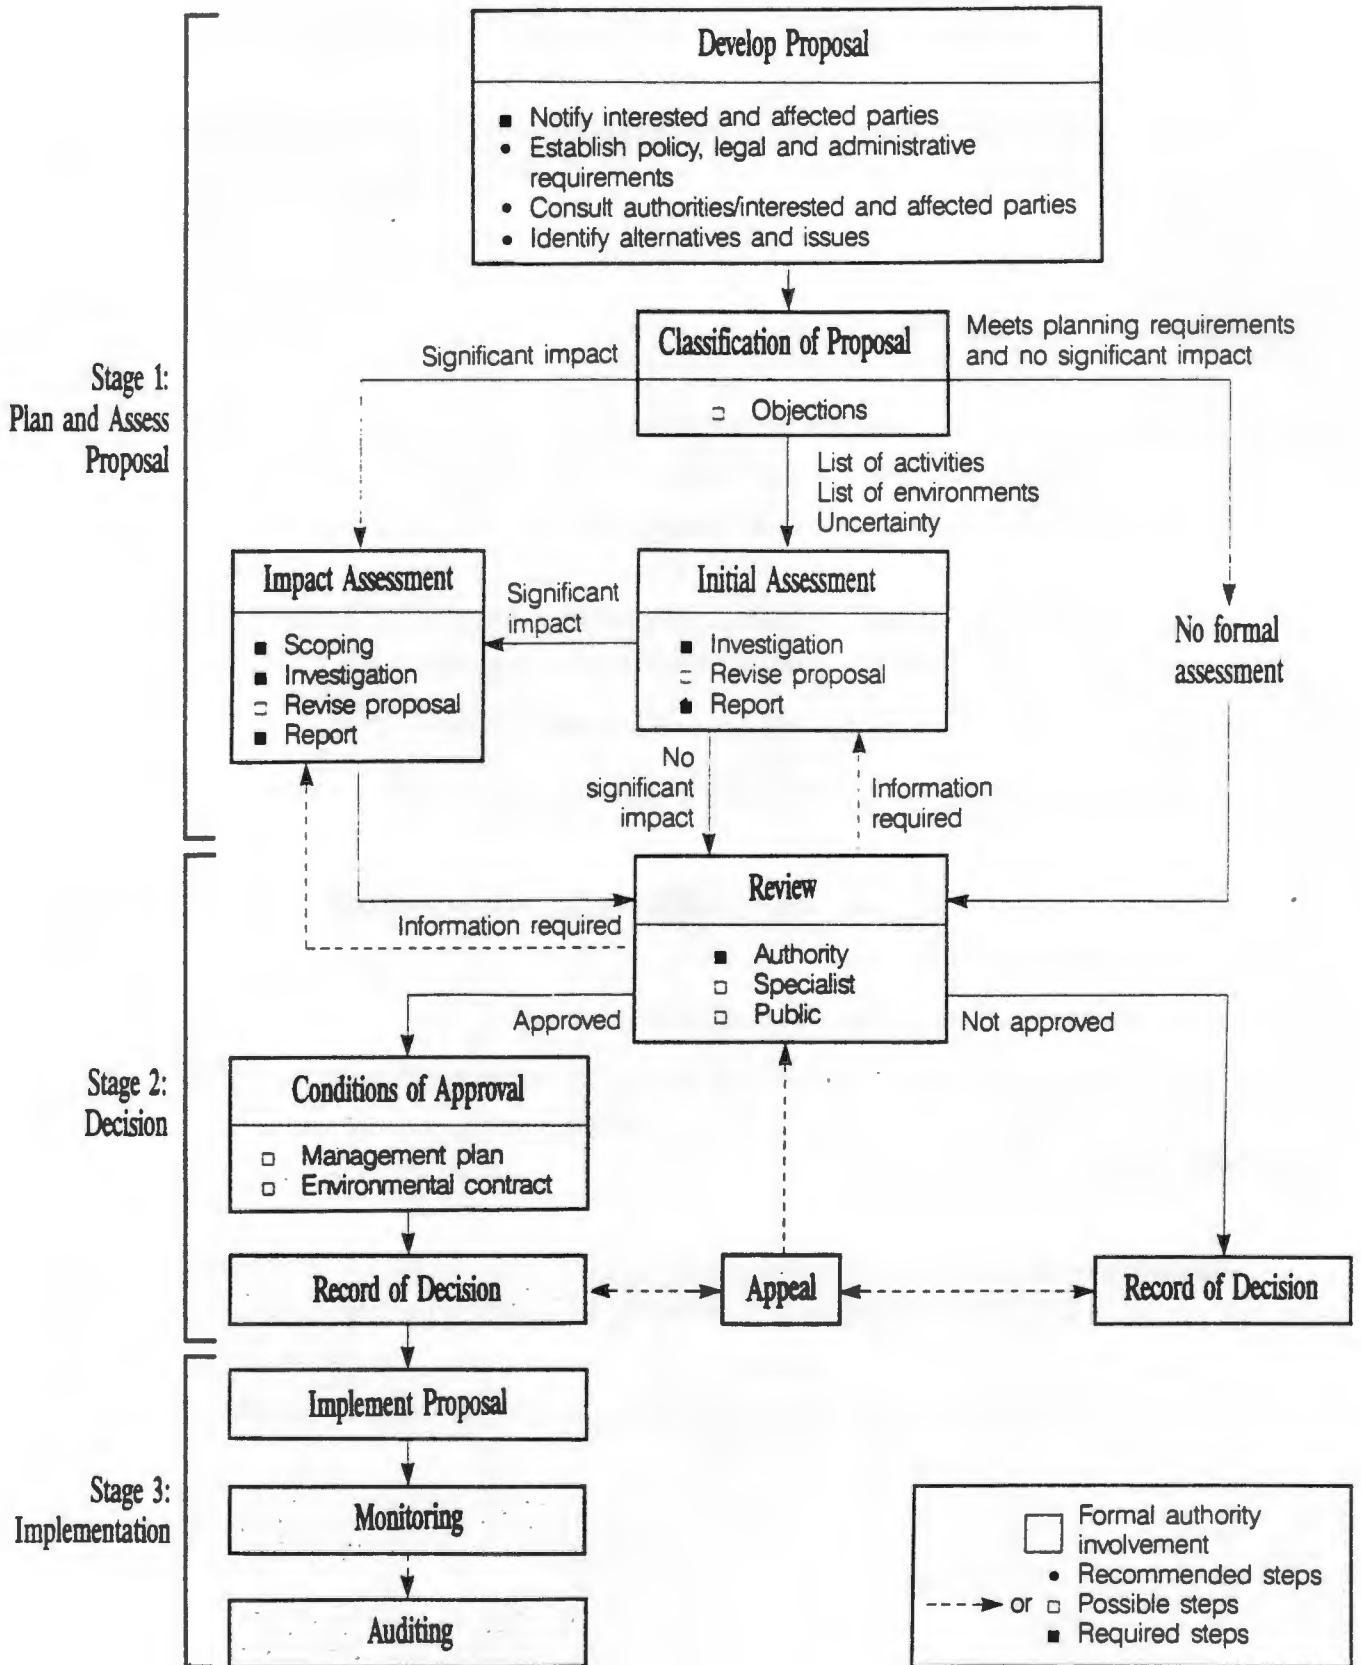 Develop Proposal
■ Notify interested and affected parties
• Establish policy, legal and administrative
requirements
• Consult authorities/interested and affected parties
• Identify alternatives and issues
Stage 1:
Plan and Assess
Proposal
Classification of Proposal
□ Objections
Significant impact
Meets planning requirements
and no significant impact
List of activities
List of environments
Uncertainty
Impact Assessment
■ Scoping
■ Investigation
□ Revise proposal
■ Report
Significant
impact
Initial Assessment
■ Investigation
□ Revise proposal
■ Report
No formal
assessment
No
significant
impact
Information
required
Stage 2:
Decision
Review
■ Authority
□ Specialist
□ Public
Information required
Approved
Not approved
Conditions of Approval
□ Management plan
□ Environmental contract
Record of Decision
Appeal
Record of Decision
Stage 3:
Implementation
Implement Proposal
Monitoring
Auditing
Formal authority
involvement
• Recommended steps
or □ Possible steps
■ Required steps